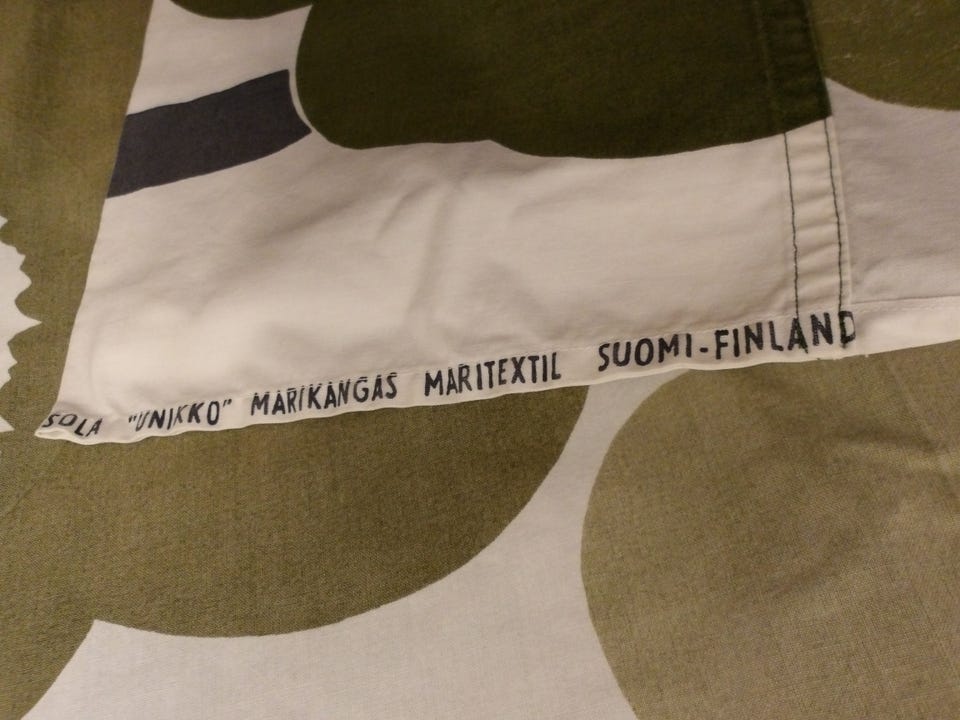 SOLA "UNIKKO" MARIKANGAS MARITEXTIL SUOMI-FINLAND